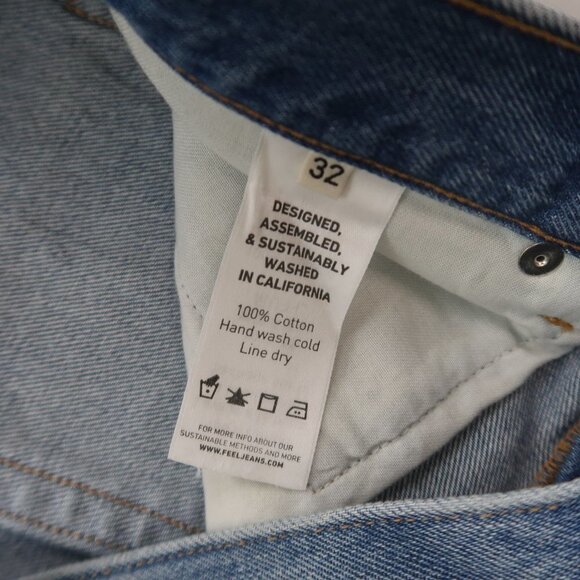 32
DESIGNED,
ASSEMBLED,
& SUSTAINABLY
WASHED
IN CALIFORNIA
100% Cotton
Hand wash cold
Line dry
FOR MORE INFO ABOUT OUR
SUSTAINABLE METHODS AND MORE
WWW.FEELJEANS.COM